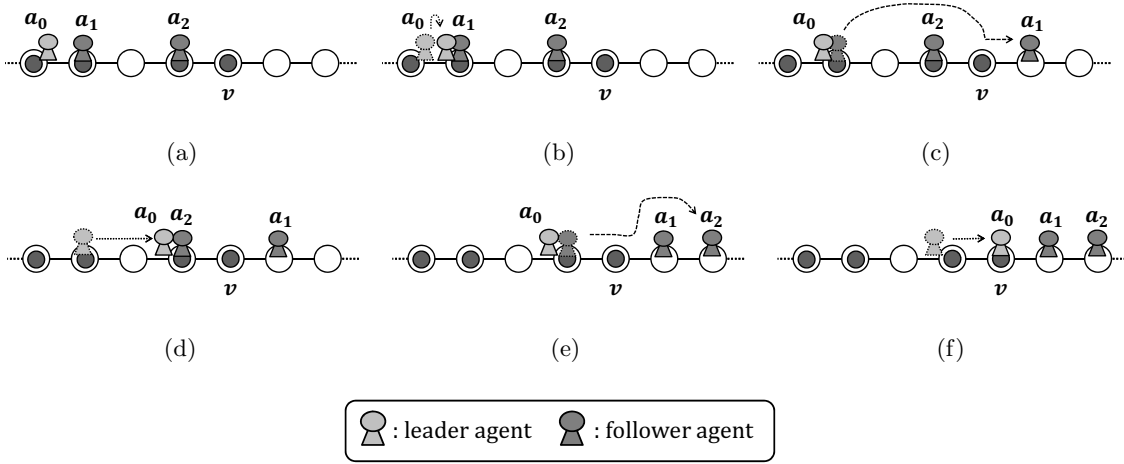 a₀ a₁ a₂
v
(a)
a₀ a₁ a₂
v
(b)
a₀ a₂ a₁
v
(c)
a₀ a₂ a₁
v
(d)
a₀ a₁ a₂
v
(e)
a₀ a₁ a₂
v
(f)
: leader agent : follower agent